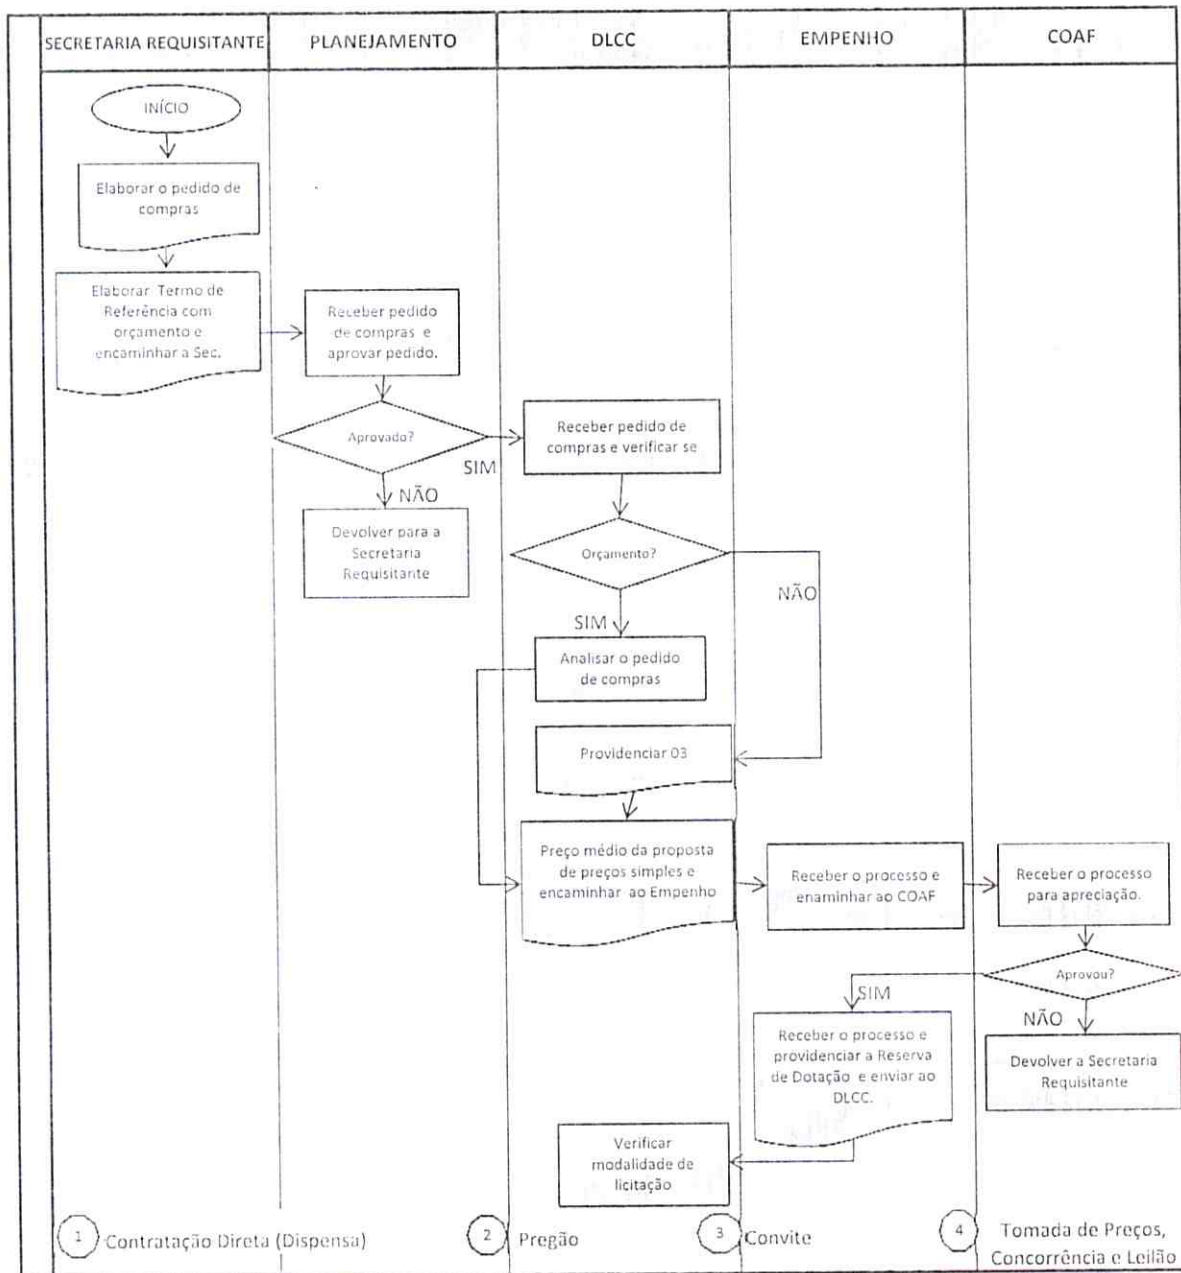 SECRETARIA REQUISITANTE
PLANEJAMENTO
DLCC
EMPENHO
COAF
INÍCIO
Elaborar o pedido de
compras
Elaborar Termo de
Referência com
orçamento e
encaminhar a Sec.
Receber pedido
de compras e
aprovar pedido.
Aprovado?
SIM
NÃO
Devolver para a
Secretaria
Requisitante
Receber pedido de
compras e verificar se
Orçamento?
NÃO
SIM
Analisar o pedido
de compras
Providenciar 03
Preço médio da proposta
de preços simples e
encaminhar ao Empenho
Receber o processo e
enaminhar ao COAF
Receber o processo
para apreciação.
Aprovou?
SIM
NÃO
Receber o processo e
providenciar a Reserva
de Dotação e enviar ao
DLCC.
Devolver a Secretaria
Requisitante
Verificar
modalidade de
licitação
1 Contratação Direta (Dispensa)
2 Pregão
3 Convite
4 Tomada de Preços,
Concorrência e Leilão